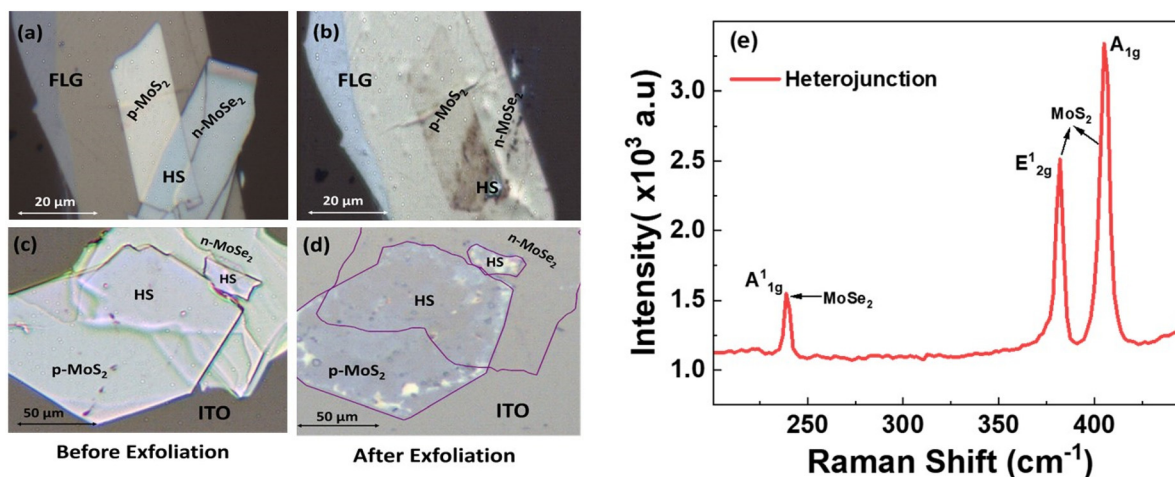 (a)
FLG
p-MoS₂
n-MoSe₂
HS
20 μm
(b)
FLG
p-MoS₂
n-MoSe₂
HS
20 μm
(c)
n-MoSe₂
HS
HS
p-MoS₂
ITO
50 μm
Before Exfoliation
(d)
n-MoSe₂
HS
HS
p-MoS₂
ITO
50 μm
After Exfoliation
(e)
Heterojunction
A₁g
MoS₂
E¹₂g
A¹₁g
MoSe₂
Intensity( x10³ a.u)
3.0
2.5
2.0
1.5
1.0
250
300
350
400
Raman Shift (cm⁻¹)